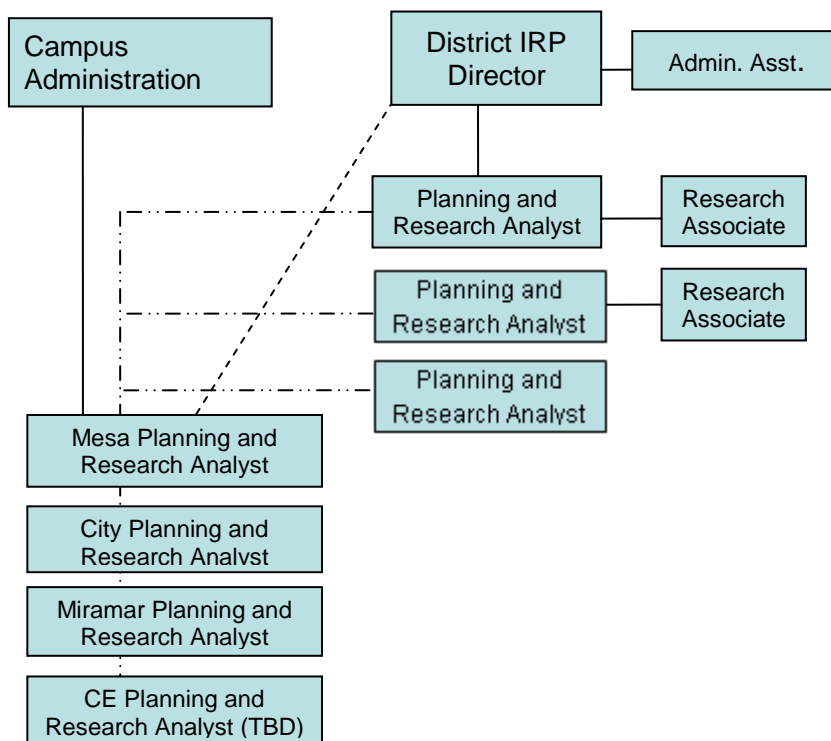 Campus
Administration
District IRP
Director
Admin. Asst.
Planning and
Research Analyst
Research
Associate
Planning and
Research Analyst
Research
Associate
Planning and
Research Analyst
Mesa Planning and
Research Analyst
City Planning and
Research Analyst
Miramar Planning and
Research Analyst
CE Planning and
Research Analyst (TBD)